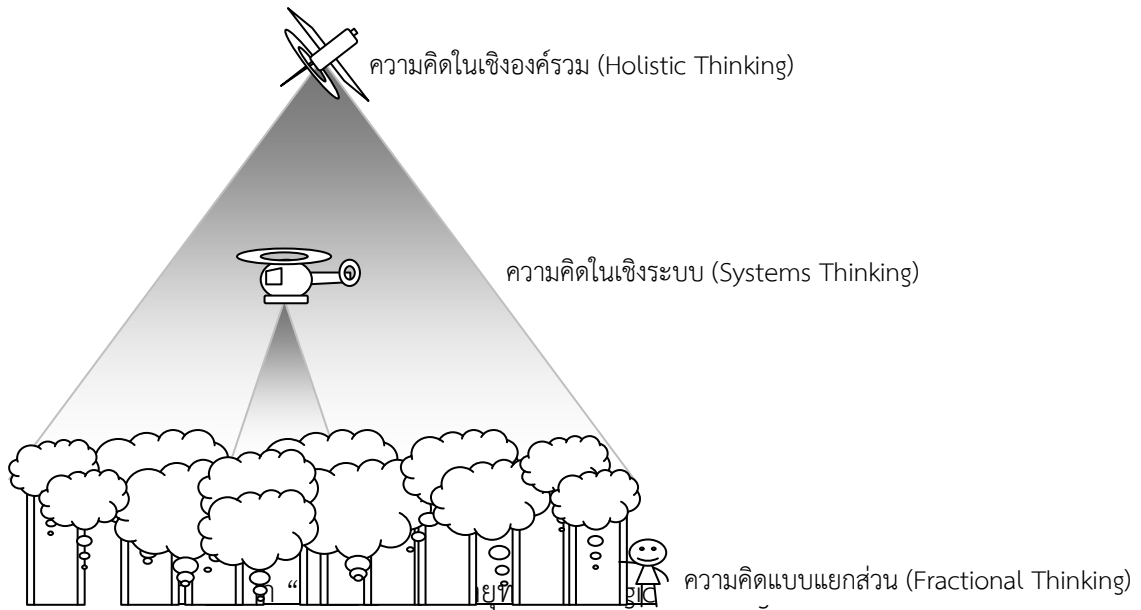 ความคิดในเชิงองค์รวม (Holistic Thinking)
ความคิดในเชิงระบบ (Systems Thinking)
ความคิดแบบแยกส่วน (Fractional Thinking)